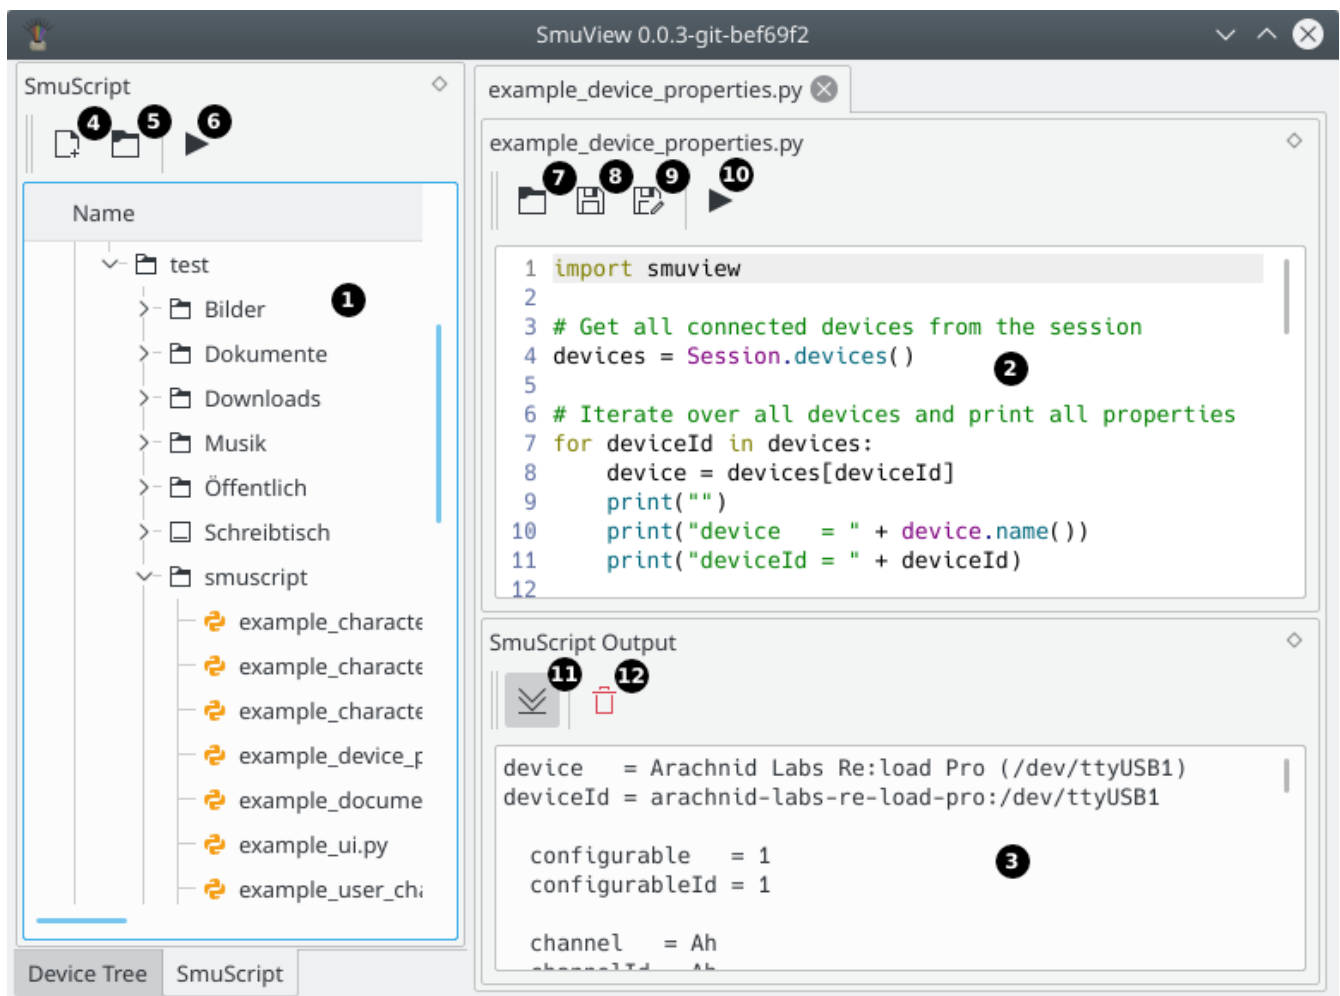 SmuView 0.0.3-git-bef69f2
SmuScript
4 5 6
Name
test
Bilder
1
Dokumente
Downloads
Musik
Öffentlich
Schreibtisch
smuscript
example_characte
example_characte
example_characte
example_device_p
example_docume
example_ui.py
example_user_cha
Device Tree SmuScript
example_device_properties.py
example_device_properties.py
7 8 9 10
1 import smuview
2
3 # Get all connected devices from the session
4 devices = Session.devices()
2
5
6 # Iterate over all devices and print all properties
7 for deviceId in devices:
8     device = devices[deviceId]
9     print("")
10     print("device   = " + device.name())
11     print("deviceId = " + deviceId)
12
SmuScript Output
11 12
device   = Arachnid Labs Re:load Pro (/dev/ttyUSB1)
deviceId = arachnid-labs-re-load-pro:/dev/ttyUSB1
  configurable   = 1
3
  configurableId = 1
  channel   = Ah
  channelId = Ah